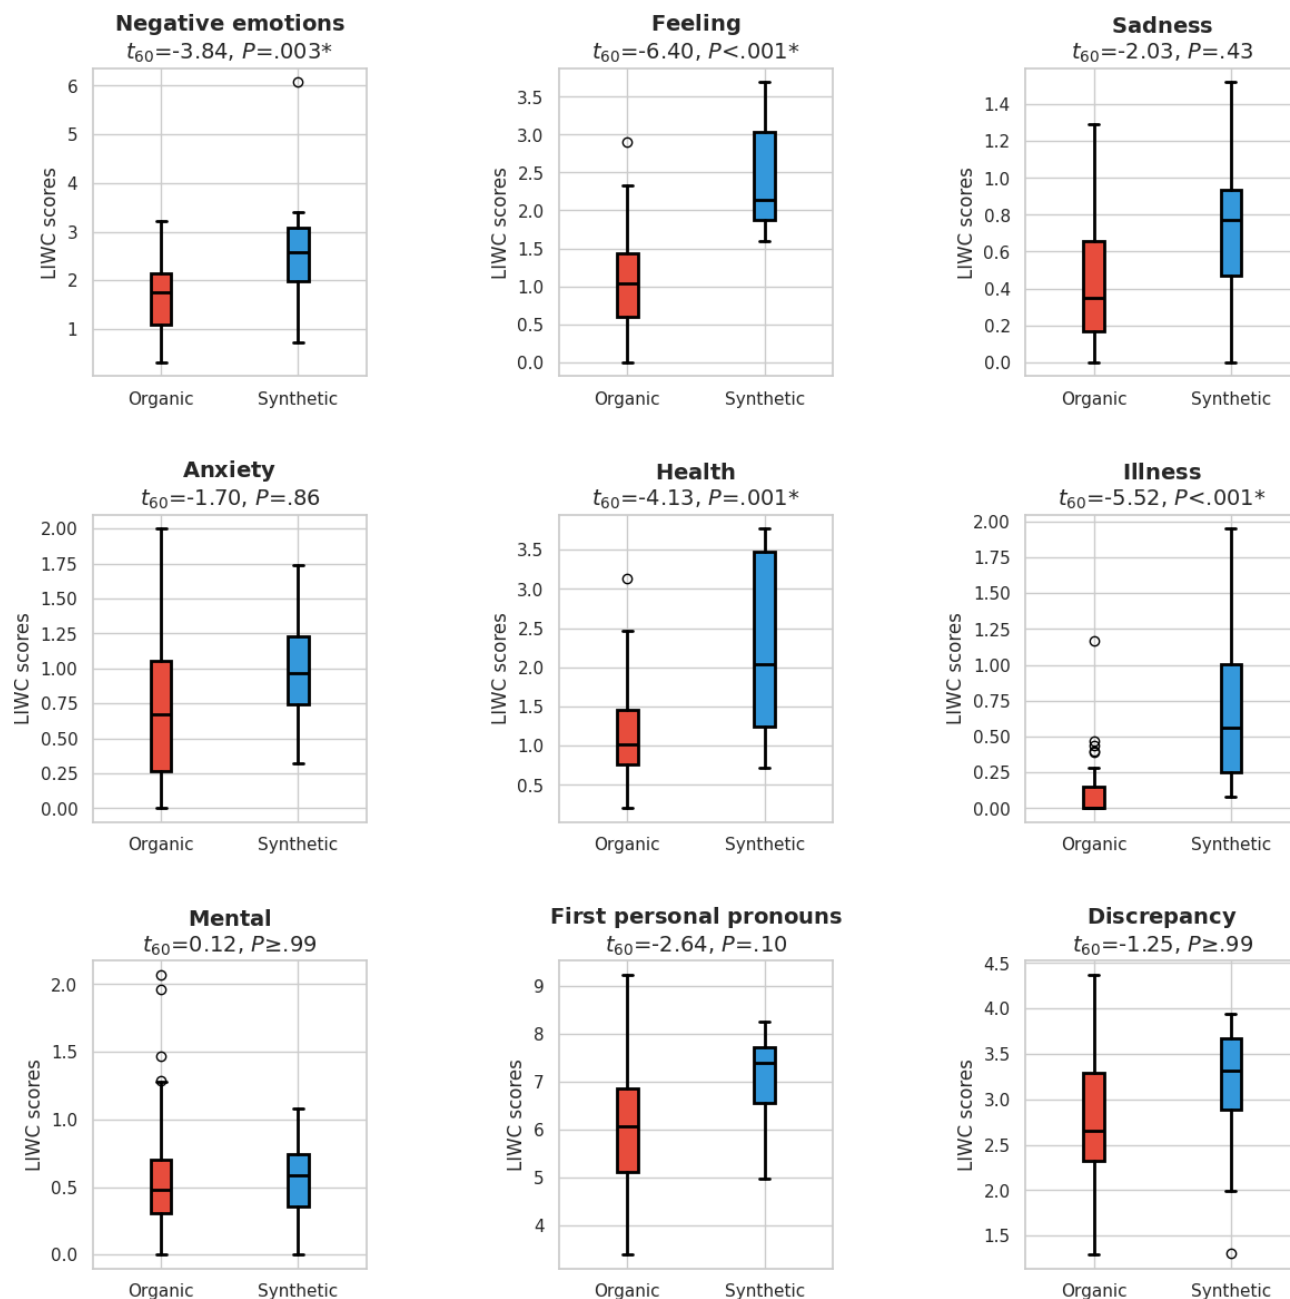 Negative emotions
t60=-3.84, P=.003*
LIWC scores
6
5
4
3
2
1
Organic Synthetic
Feeling
t60=-6.40, P<.001*
LIWC scores
3.5
3.0
2.5
2.0
1.5
1.0
0.5
0.0
Organic Synthetic
Sadness
t60=-2.03, P=.43
LIWC scores
1.4
1.2
1.0
0.8
0.6
0.4
0.2
0.0
Organic Synthetic
Anxiety
t60=-1.70, P=.86
LIWC scores
2.00
1.75
1.50
1.25
1.00
0.75
0.50
0.25
0.00
Organic Synthetic
Health
t60=-4.13, P=.001*
LIWC scores
3.5
3.0
2.5
2.0
1.5
1.0
0.5
Organic Synthetic
Illness
t60=-5.52, P<.001*
LIWC scores
2.00
1.75
1.50
1.25
1.00
0.75
0.50
0.25
0.00
Organic Synthetic
Mental
t60=0.12, P≥.99
LIWC scores
2.0
1.5
1.0
0.5
0.0
Organic Synthetic
First personal pronouns
t60=-2.64, P=.10
LIWC scores
9
8
7
6
5
4
Organic Synthetic
Discrepancy
t60=-1.25, P≥.99
LIWC scores
4.5
4.0
3.5
3.0
2.5
2.0
1.5
Organic Synthetic